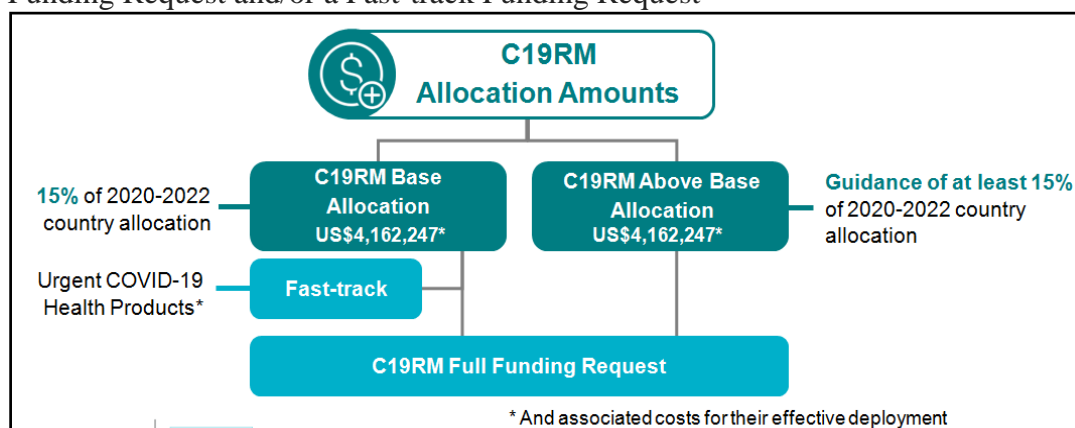 Funding Request and/or a Fast-track Funding Request
C19RM
Allocation Amounts
15% of 2020-2022
country allocation
C19RM Base
Allocation
US$4,162,247*
C19RM Above Base
Allocation
US$4,162,247*
Guidance of at least 15%
of 2020-2022 country
allocation
Urgent COVID-19
Health Products*
Fast-track
C19RM Full Funding Request
* And associated costs for their effective deployment